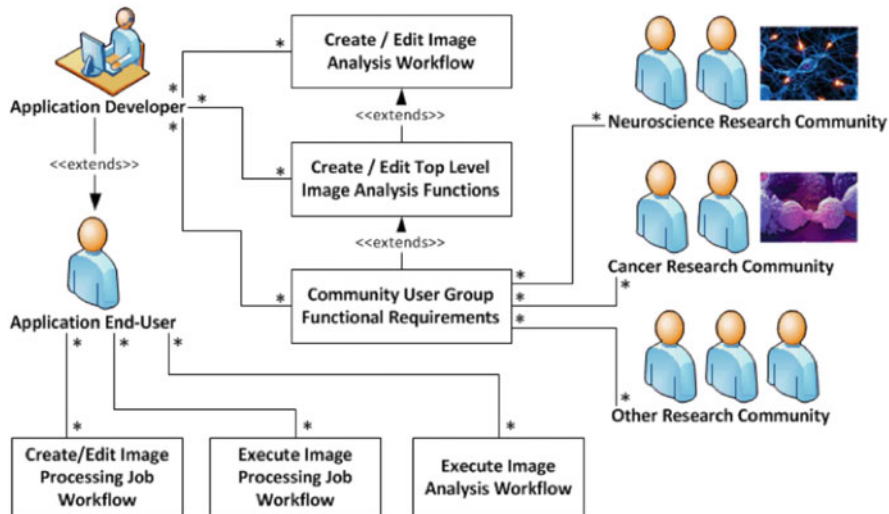 Create / Edit Image
Analysis Workflow
*
*
Application Developer
*
*
<<extends>>
Neuroscience Research Community
*
<<extends>>
Create / Edit Top Level
Image Analysis Functions
*
<<extends>>
Cancer Research Community
*
Community User Group
Functional Requirements
*
*
*
*
Application End-User
*
*
*
*
Other Research Community
*
Create/Edit Image
Processing Job
Workflow
*
Execute Image
Processing Job
Workflow
*
Execute Image
Analysis Workflow